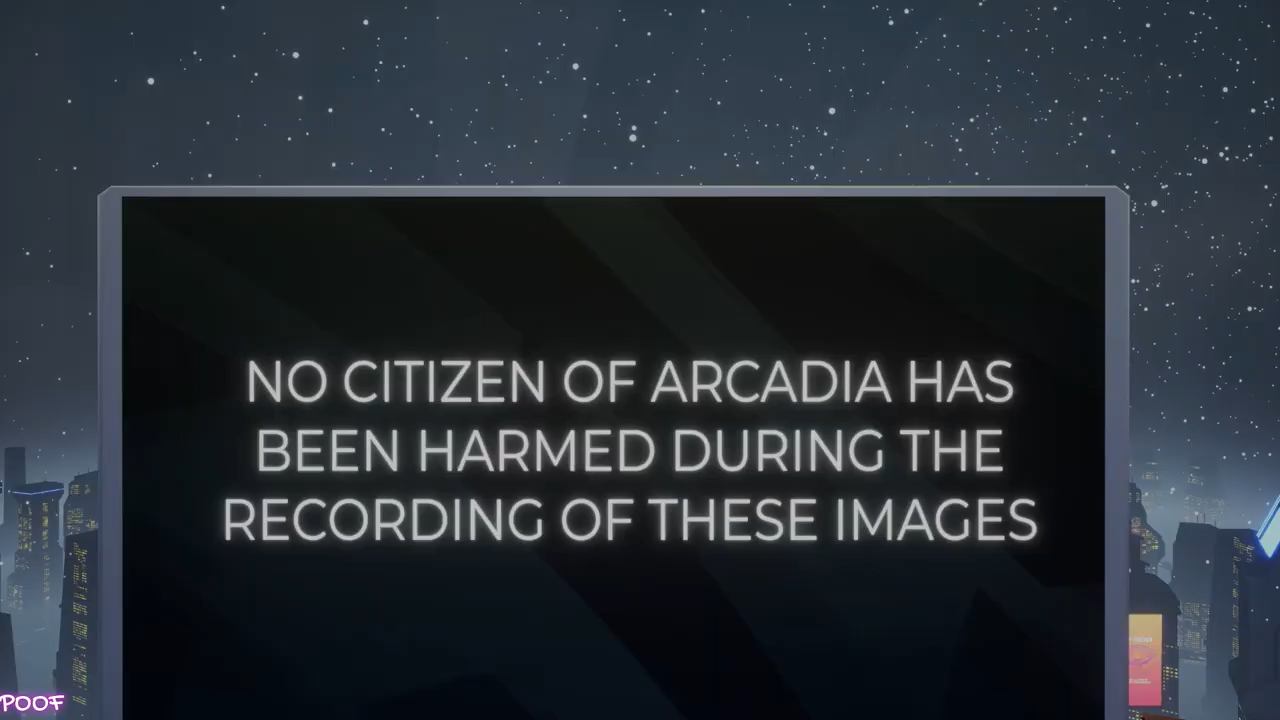 NO CITIZEN OF ARCADIA HAS
BEEN HARMED DURING THE
RECORDING OF THESE IMAGES
POOF